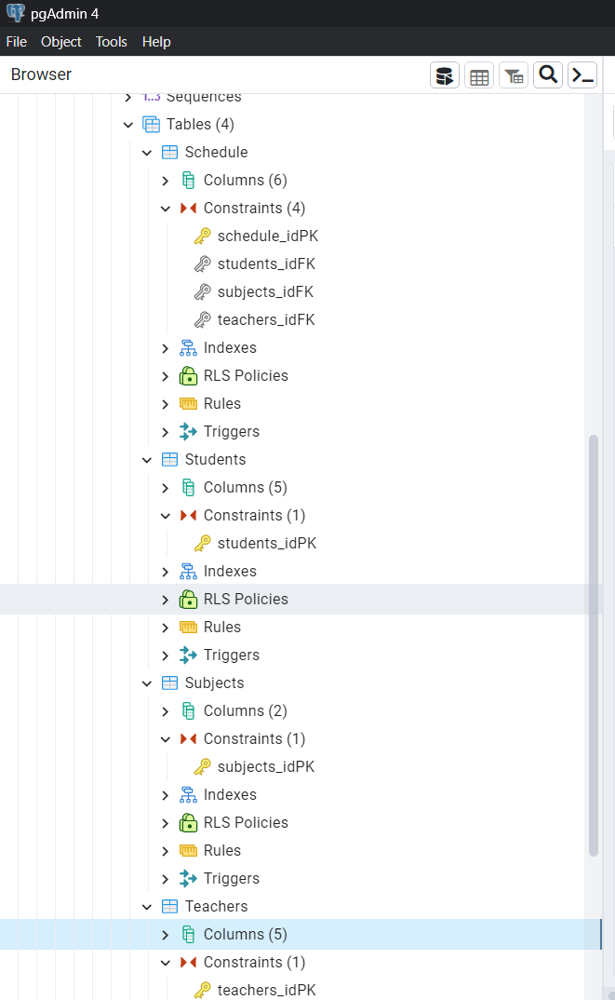 pgAdmin 4
File Object Tools Help
Browser
1..3 Sequences
Tables (4)
Schedule
Columns (6)
Constraints (4)
schedule_idPK
students_idFK
subjects_idFK
teachers_idFK
Indexes
RLS Policies
Rules
Triggers
Students
Columns (5)
Constraints (1)
students_idPK
Indexes
RLS Policies
Rules
Triggers
Subjects
Columns (2)
Constraints (1)
subjects_idPK
Indexes
RLS Policies
Rules
Triggers
Teachers
Columns (5)
Constraints (1)
teachers_idPK